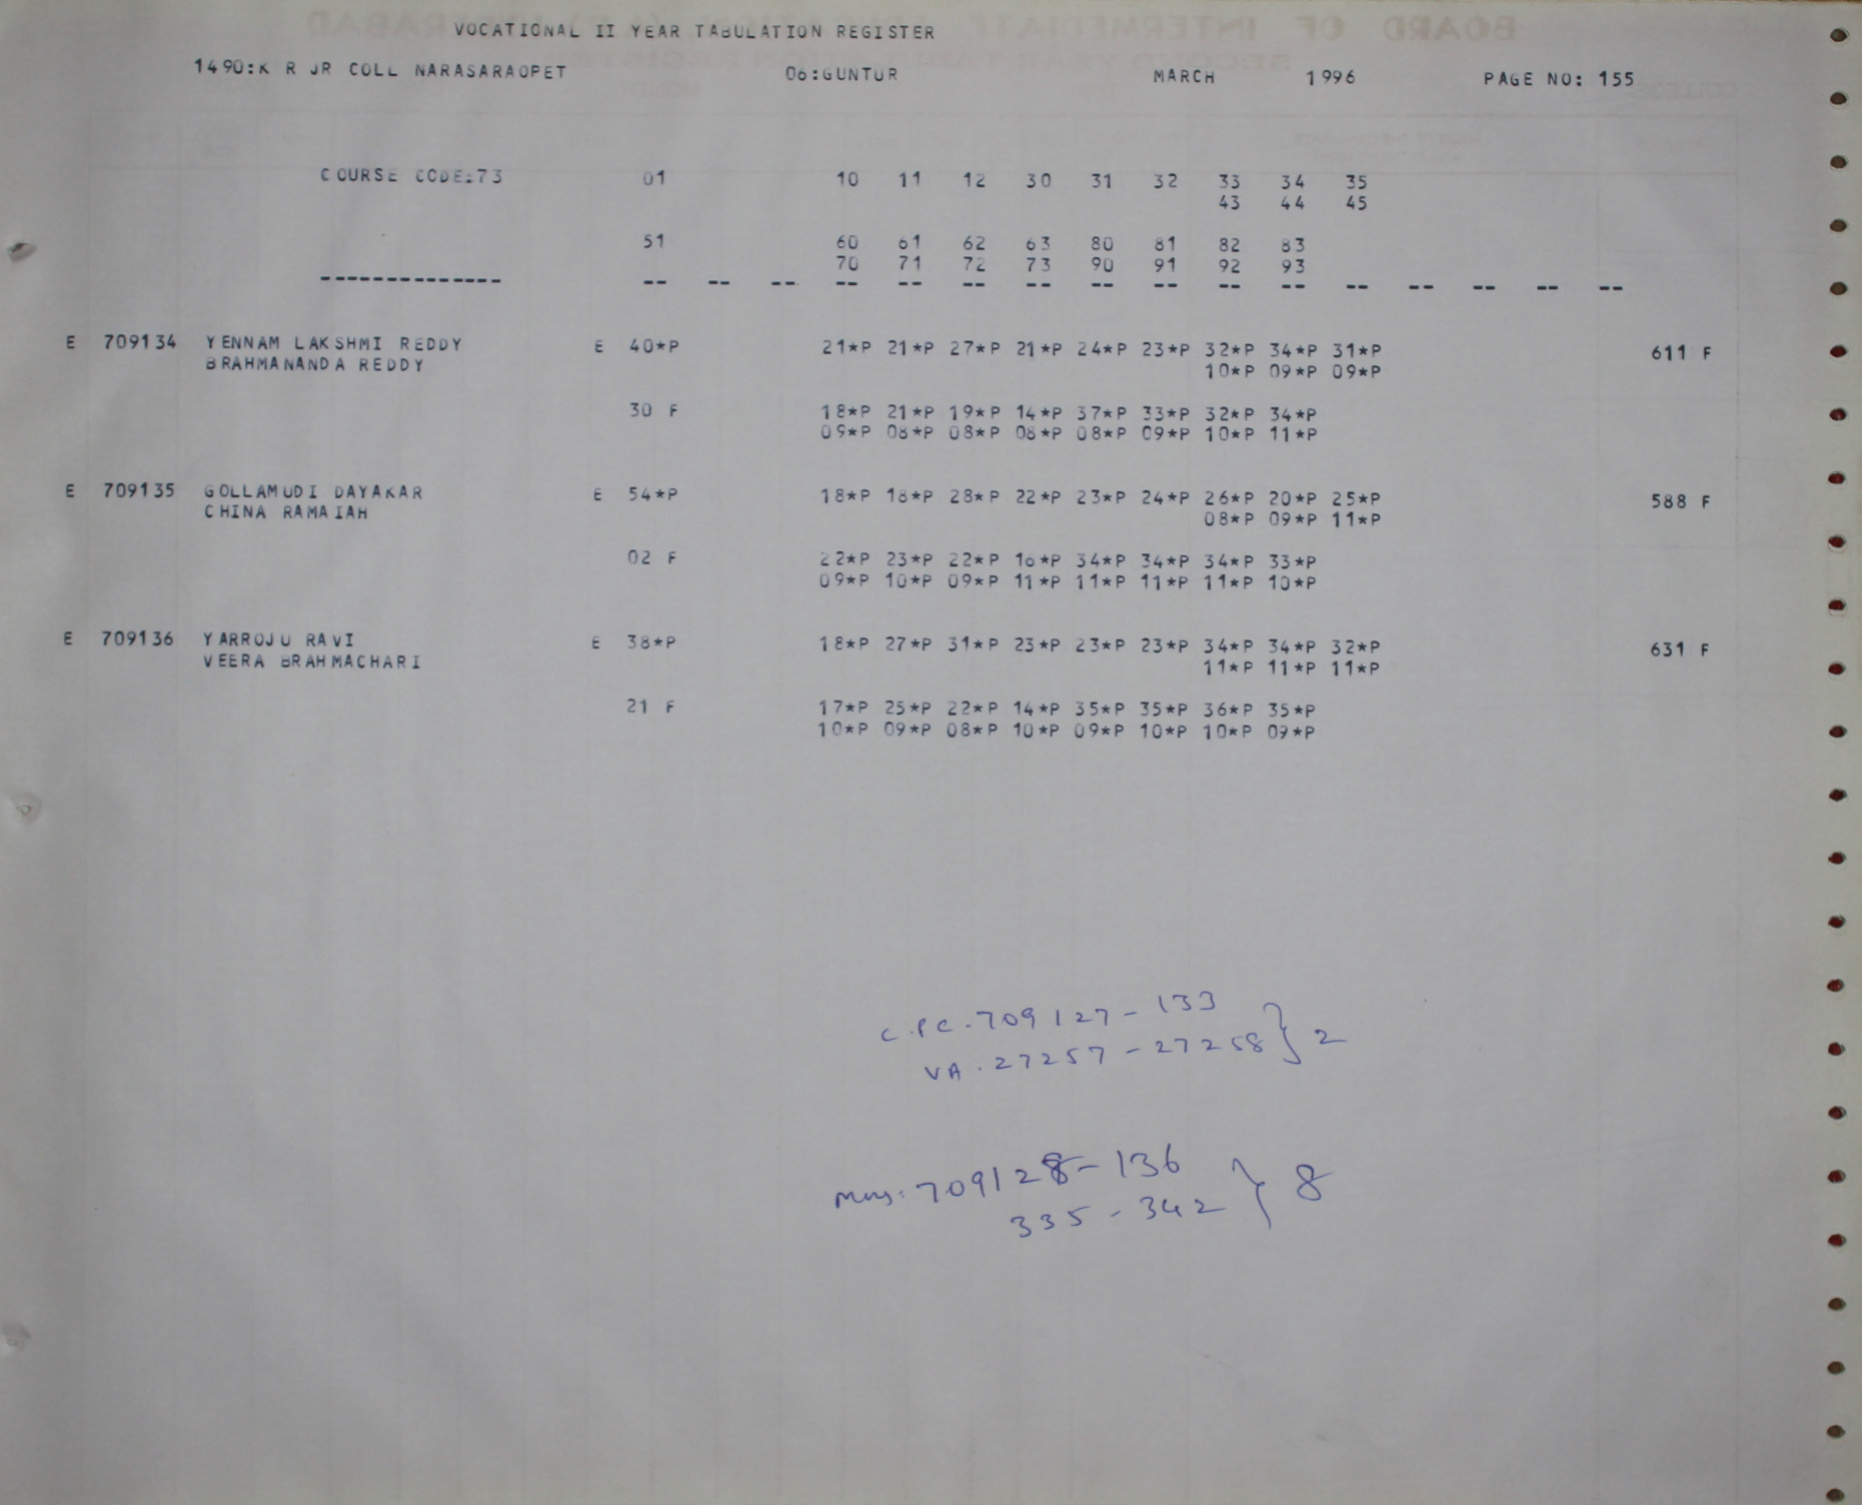 VOCATIONAL II YEAR TABULATION REGISTER
1490:K R JR COLL NARASARAOPET 06:GUNTUR MARCH 1996 PAGE NO: 155
COURSE CODE:73 01 10 11 12 30 31 32 33 34 35
43 44 45
51 60 61 62 63 80 81 82 83
70 71 72 73 90 91 92 93
-------------- -- -- -- -- -- -- -- -- -- -- -- -- -- -- -- --
E 709134 YENNAM LAKSHMI REDDY E 40*P 21*P 21*P 27*P 21*P 24*P 23*P 32*P 34*P 31*P 611 F
BRAHMANANDA REDDY 10*P 09*P 09*P
30 F 18*P 21*P 19*P 14*P 37*P 33*P 32*P 34*P
09*P 08*P 08*P 08*P 08*P 09*P 10*P 11*P
E 709135 GOLLAMUDI DAYAKAR E 54*P 18*P 18*P 28*P 22*P 23*P 24*P 26*P 20*P 25*P 588 F
CHINA RAMAIAH 08*P 09*P 11*P
02 F 22*P 23*P 22*P 16*P 34*P 34*P 34*P 33*P
09*P 10*P 09*P 11*P 11*P 11*P 11*P 10*P
E 709136 YARROJU RAVI E 38*P 18*P 27*P 31*P 23*P 23*P 23*P 34*P 34*P 32*P 631 F
VEERA BRAHMACHARI 11*P 11*P 11*P
21 F 17*P 25*P 22*P 14*P 35*P 35*P 36*P 35*P
10*P 09*P 08*P 10*P 09*P 10*P 10*P 09*P
C.PC.709127-133
VA.27257-27258 } 2
709128-136
335-342 } 8